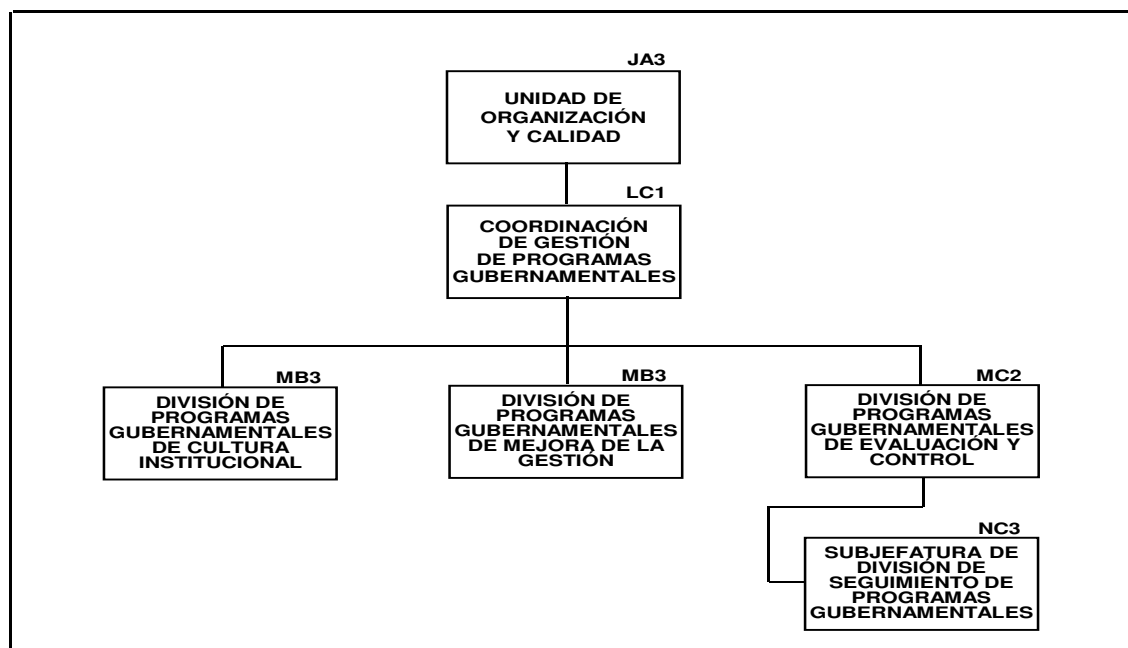 JA3
UNIDAD DE
ORGANIZACIÓN
Y CALIDAD
LC1
COORDINACIÓN
DE GESTIÓN
DE PROGRAMAS
GUBERNAMENTALES
MB3
DIVISIÓN DE
PROGRAMAS
GUBERNAMENTALES
DE CULTURA
INSTITUCIONAL
MB3
DIVISIÓN DE
PROGRAMAS
GUBERNAMENTALES
DE MEJORA DE LA
GESTIÓN
MC2
DIVISIÓN DE
PROGRAMAS
GUBERNAMENTALES
DE EVALUACIÓN Y
CONTROL
NC3
SUBJEFATURA DE
DIVISIÓN DE
SEGUIMIENTO DE
PROGRAMAS
GUBERNAMENTALES